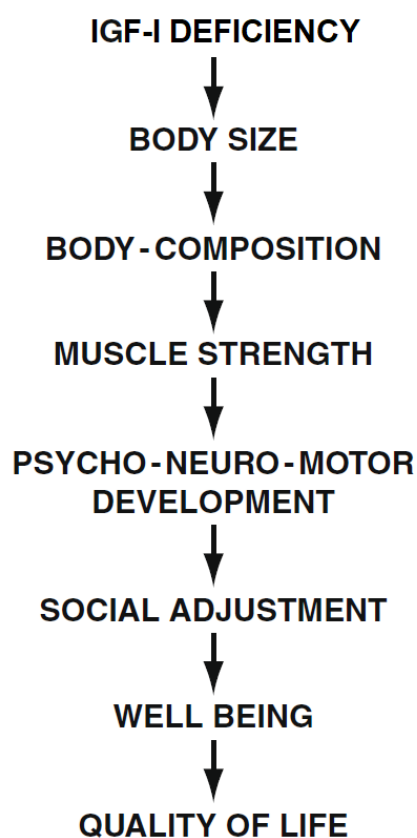 IGF-I DEFICIENCY
BODY SIZE
BODY-COMPOSITION
MUSCLE STRENGTH
PSYCHO-NEURO-MOTOR
DEVELOPMENT
SOCIAL ADJUSTMENT
WELL BEING
QUALITY OF LIFE